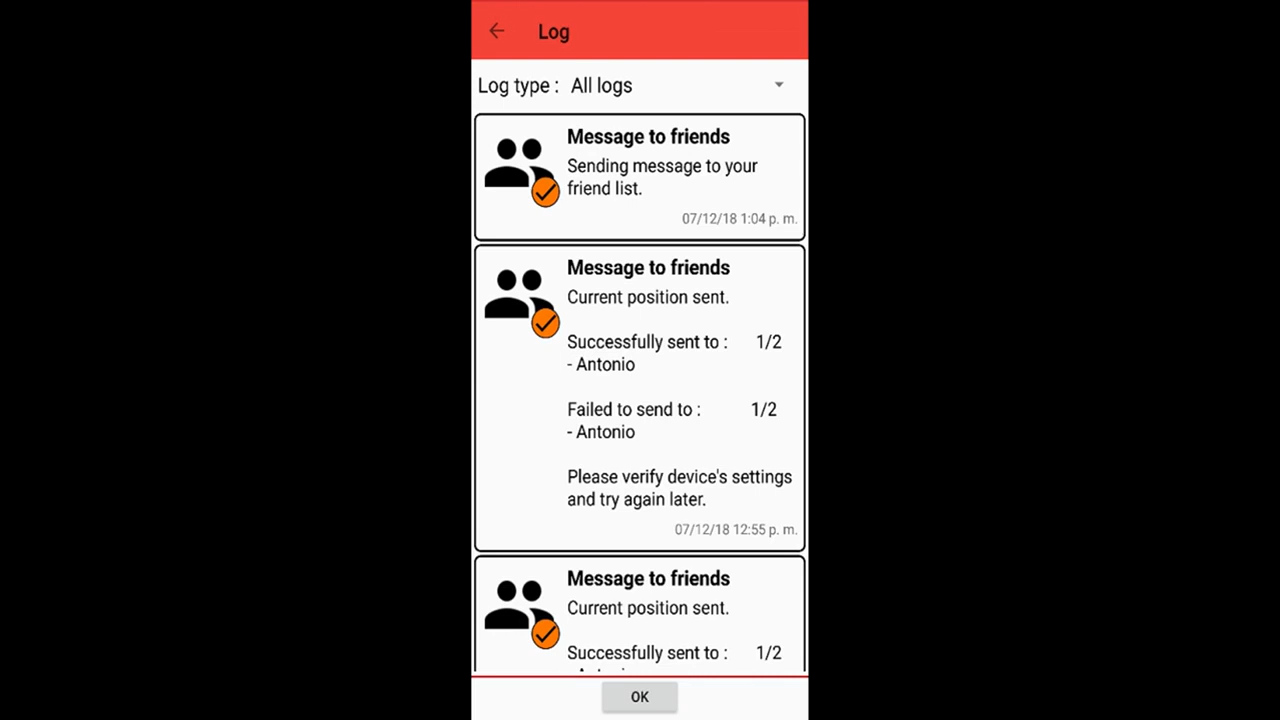 Log
Log type : All logs
Message to friends
Sending message to your
friend list.
07/12/18 1:04 p. m.
Message to friends
Current position sent.
Successfully sent to : 1/2
- Antonio
Failed to send to : 1/2
- Antonio
Please verify device's settings
and try again later.
07/12/18 12:55 p. m.
Message to friends
Current position sent.
Successfully sent to : 1/2
OK